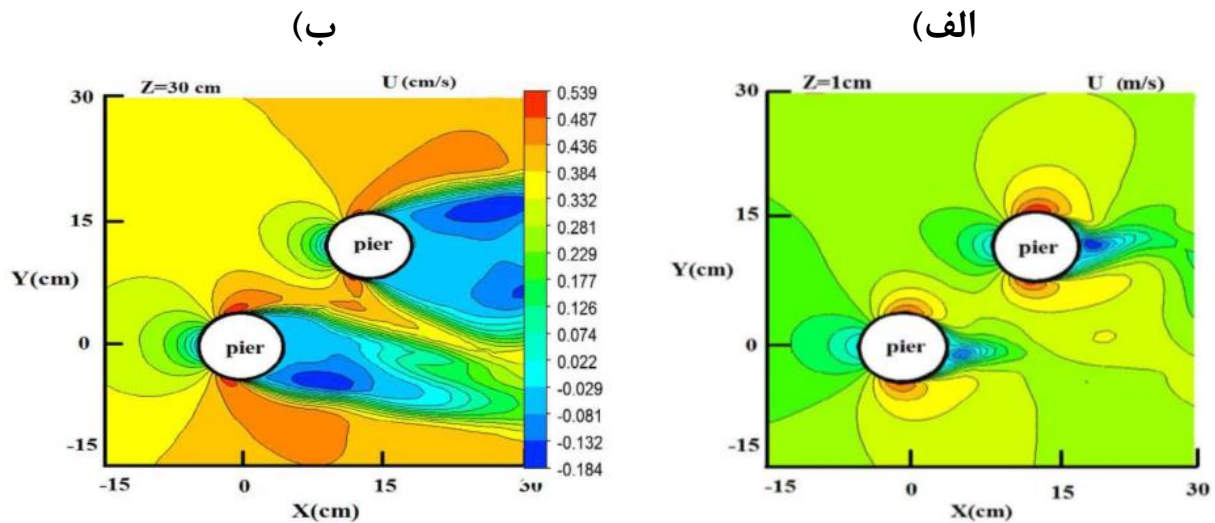 الف)
ب)
Z=30 cm
U (cm/s)
30
15
0
-15
Y(cm)
pier
pier
-15
0
15
30
X(cm)
0.539
0.487
0.436
0.384
0.332
0.281
0.229
0.177
0.126
0.074
0.022
-0.029
-0.081
-0.132
-0.184
Z=1cm
U (m/s)
30
15
0
-15
Y(cm)
pier
pier
-15
0
15
30
X(cm)